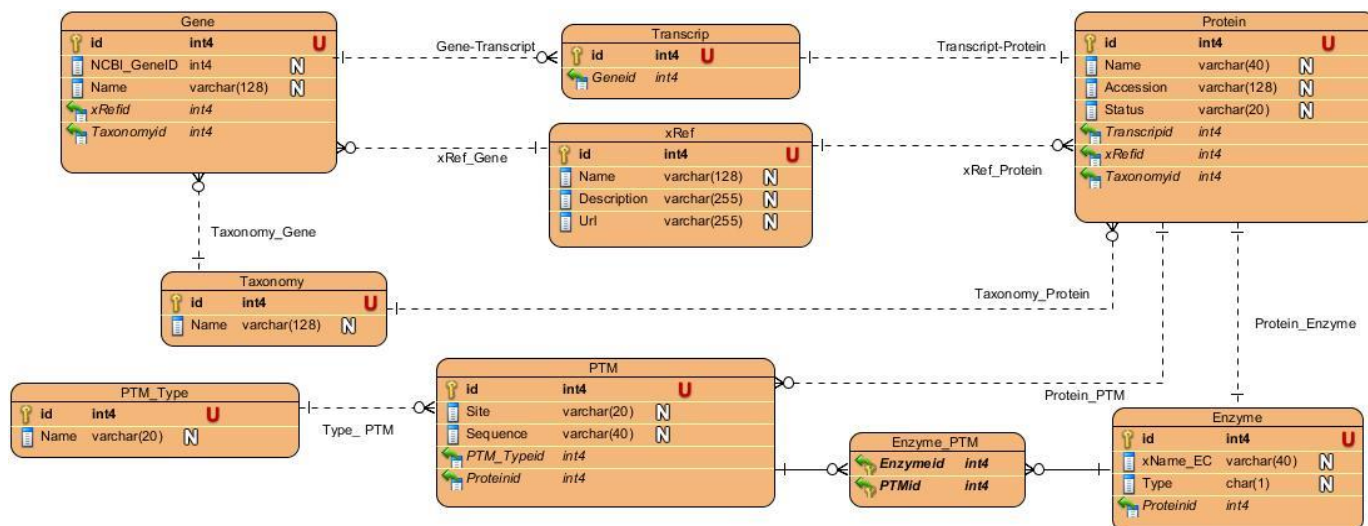 Gene
id int4 U
NCBI_GeneID int4 N
Name varchar(128) N
xRefid int4
Taxonomyid int4
Gene-Transcript
Transcrip
id int4 U
Geneid int4
Transcript-Protein
Protein
id int4 U
Name varchar(40) N
Accession varchar(128) N
Status varchar(20) N
Transcripid int4
xRefid int4
Taxonomyid int4
xRef_Gene
xRef
id int4 U
Name varchar(128) N
Description varchar(255) N
Url varchar(255) N
xRef_Protein
Taxonomy_Gene
Taxonomy
id int4 U
Name varchar(128) N
Taxonomy_Protein
Protein_Enzyme
PTM_Type
id int4 U
Name varchar(20) N
Type_ PTM
PTM
id int4 U
Site varchar(20) N
Sequence varchar(40) N
PTM_Typeid int4
Proteinid int4
Protein_PTM
Enzyme_PTM
Enzymeid int4
PTMid int4
Enzyme
id int4 U
xName_EC varchar(40) N
Type char(1) N
Proteinid int4